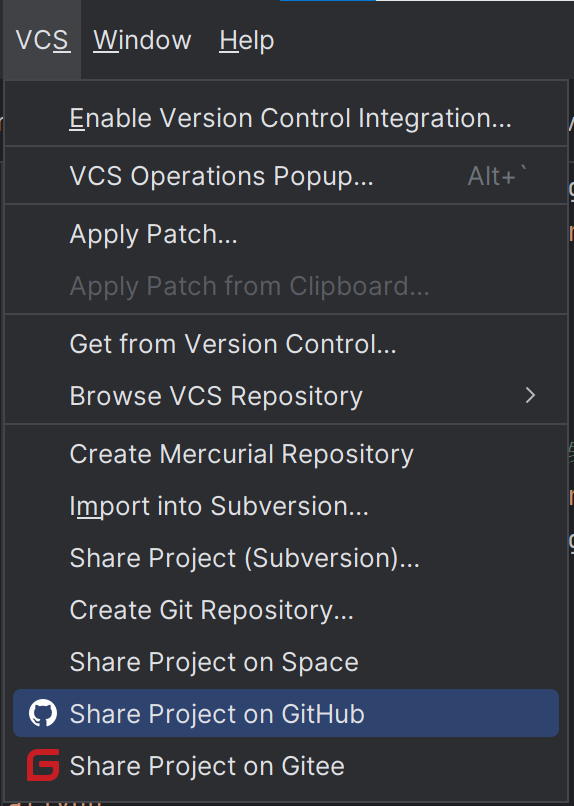 VCS Window Help
Enable Version Control Integration...
VCS Operations Popup... Alt+`
Apply Patch...
Apply Patch from Clipboard...
Get from Version Control...
Browse VCS Repository
Create Mercurial Repository
Import into Subversion...
Share Project (Subversion)...
Create Git Repository...
Share Project on Space
Share Project on GitHub
Share Project on Gitee